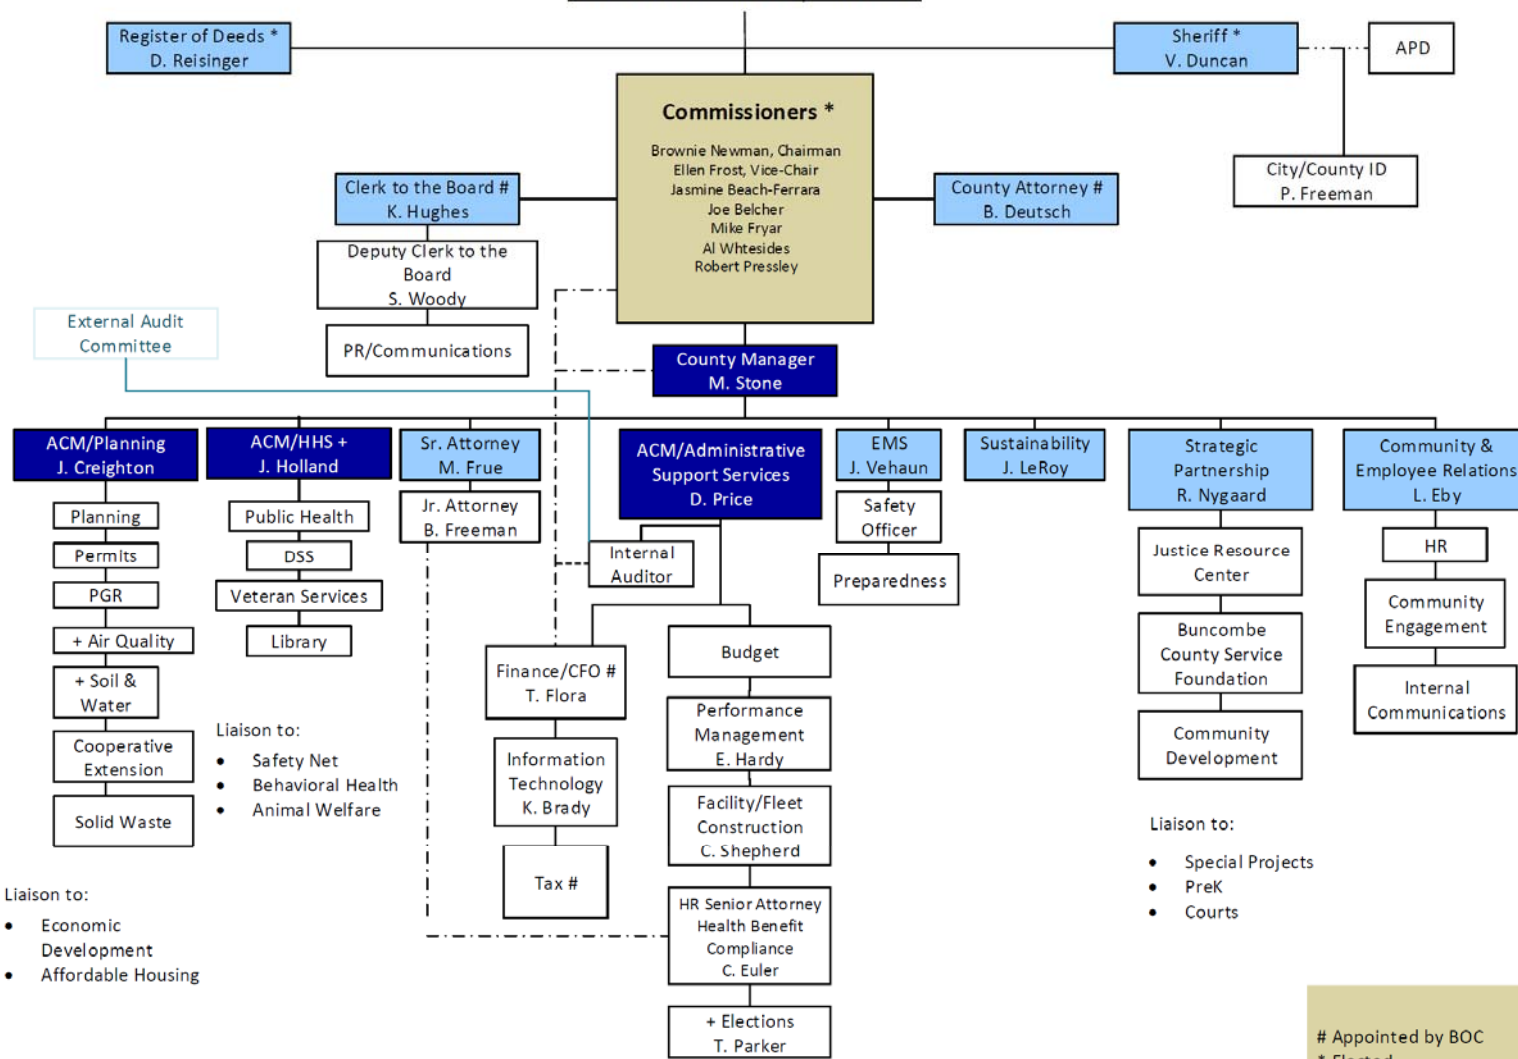 Register of Deeds *
D. Reisinger
Sheriff *
V. Duncan
APD
Commissioners *
Brownie Newman, Chairman
Ellen Frost, Vice-Chair
Jasmine Beach-Ferrara
Joe Belcher
Mike Fryar
Al Whtesides
Robert Pressley
City/County ID
P. Freeman
Clerk to the Board #
K. Hughes
County Attorney #
B. Deutsch
Deputy Clerk to the
Board
S. Woody
PR/Communications
External Audit
Committee
County Manager
M. Stone
ACM/Planning
J. Creighton
ACM/HHS +
J. Holland
Sr. Attorney
M. Frue
ACM/Administrative
Support Services
D. Price
EMS
J. Vehaun
Sustainability
J. LeRoy
Strategic
Partnership
R. Nygaard
Community &
Employee Relations
L. Eby
Planning
Permits
PGR
+ Air Quality
+ Soil &
Water
Cooperative
Extension
Solid Waste
Liaison to:
• Economic
Development
• Affordable Housing
Public Health
DSS
Veteran Services
Library
Liaison to:
• Safety Net
• Behavioral Health
• Animal Welfare
Jr. Attorney
B. Freeman
Internal
Auditor
Finance/CFO #
T. Flora
Information
Technology
K. Brady
Tax #
Budget
Performance
Management
E. Hardy
Facility/Fleet
Construction
C. Shepherd
HR Senior Attorney
Health Benefit
Compliance
C. Euler
+ Elections
T. Parker
Safety
Officer
Preparedness
Justice Resource
Center
Buncombe
County Service
Foundation
Community
Development
Liaison to:
• Special Projects
• PreK
• Courts
HR
Community
Engagement
Internal
Communications
# Appointed by BOC
* Elected